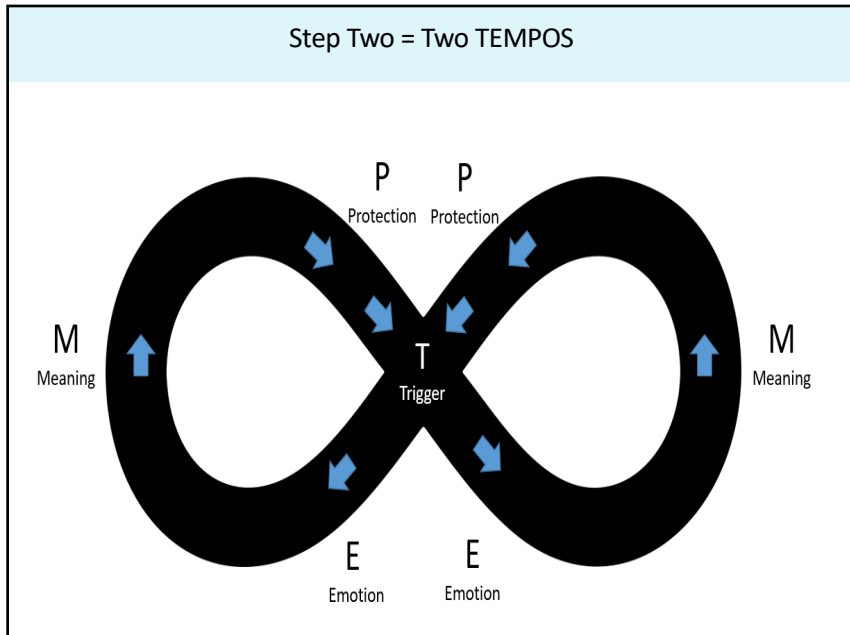 Step Two = Two TEMPOS
P P
Protection Protection
M T M
Meaning Trigger Meaning
E E
Emotion Emotion